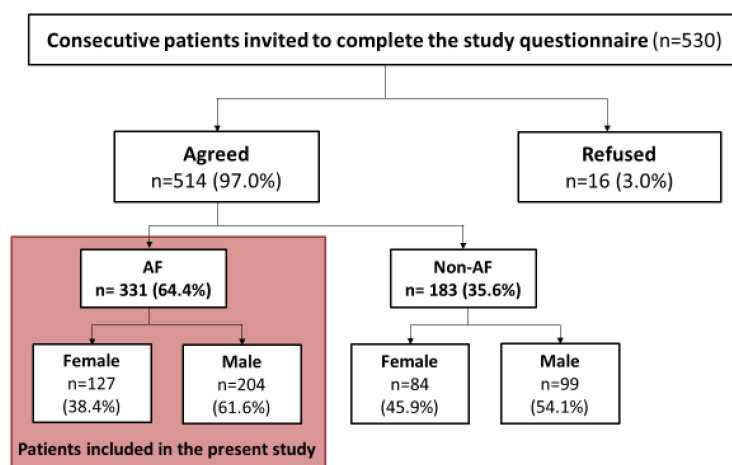 Consecutive patients invited to complete the study questionnaire (n=530)
Agreed
n=514 (97.0%)
Refused
n=16 (3.0%)
AF
n= 331 (64.4%)
Non-AF
n= 183 (35.6%)
Female
n=127
(38.4%)
Male
n=204
(61.6%)
Female
n=84
(45.9%)
Male
n=99
(54.1%)
Patients included in the present study